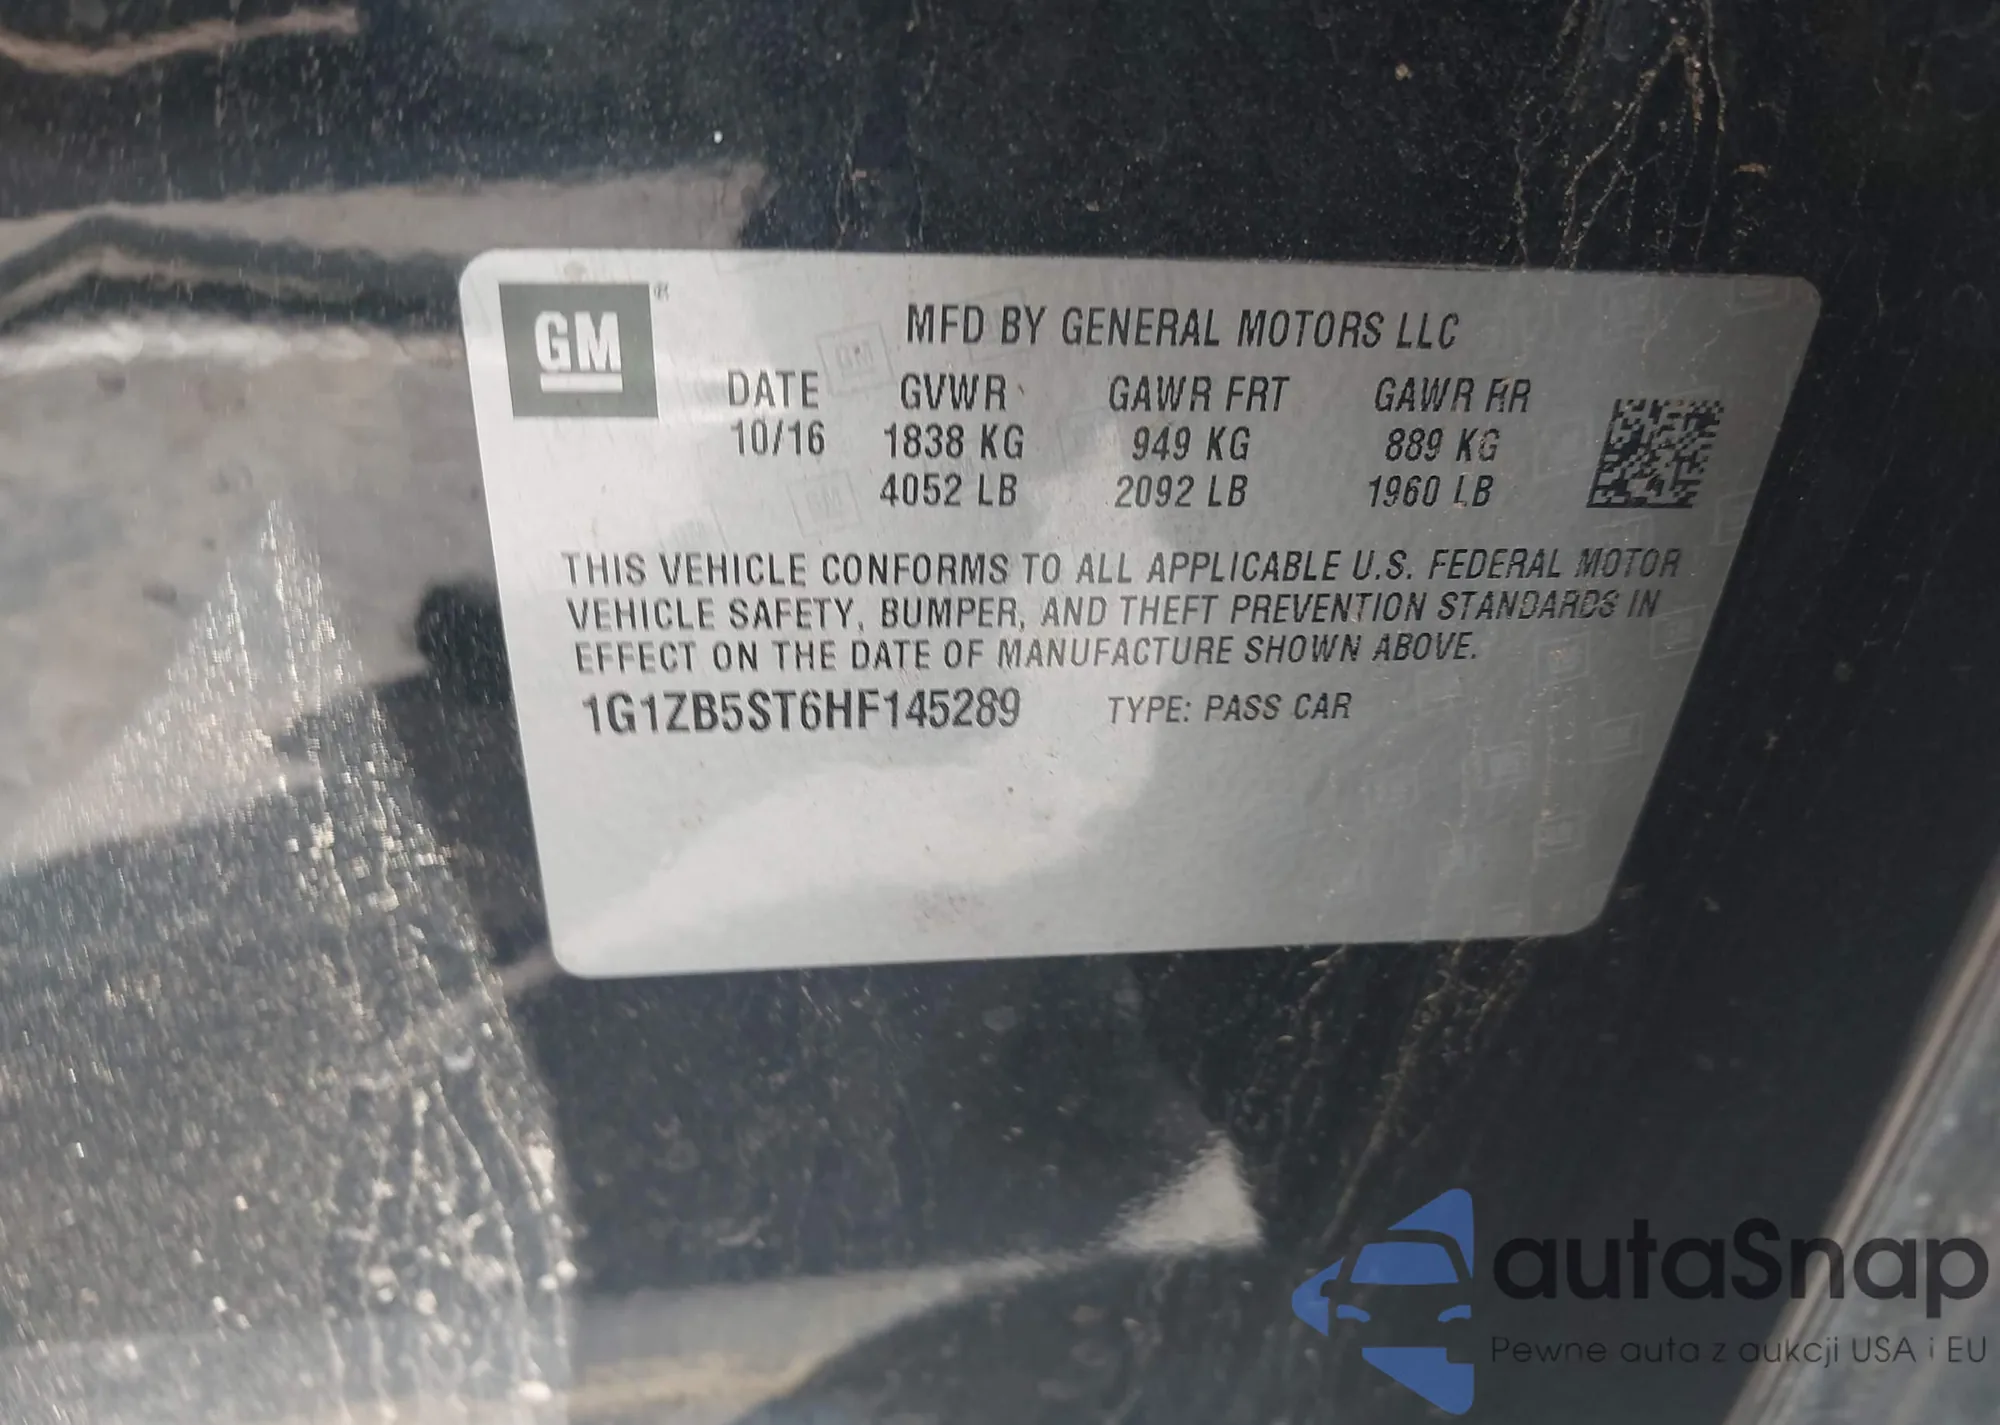 GM ®
MFD BY GENERAL MOTORS LLC
DATE GVWR GAWR FRT GAWR RR
10/16 1838 KG 949 KG 889 KG
4052 LB 2092 LB 1960 LB
THIS VEHICLE CONFORMS TO ALL APPLICABLE U.S. FEDERAL MOTOR
VEHICLE SAFETY, BUMPER, AND THEFT PREVENTION STANDARDS IN
EFFECT ON THE DATE OF MANUFACTURE SHOWN ABOVE.
1G1ZB5ST6HF145289 TYPE: PASS CAR
autaSnap
Pewne auta z aukcji USA i EU